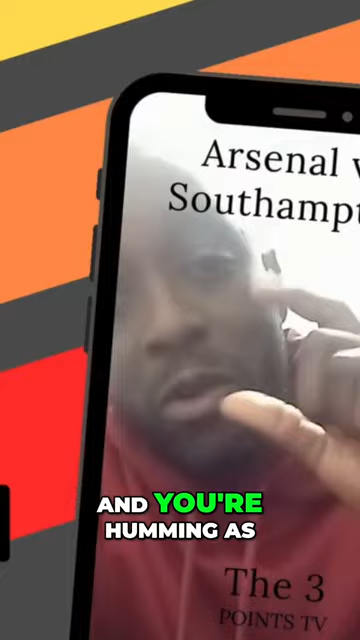 Arsenal v
Southampt
AND YOU'RE
HUMMING AS
The 3
POINTS TV